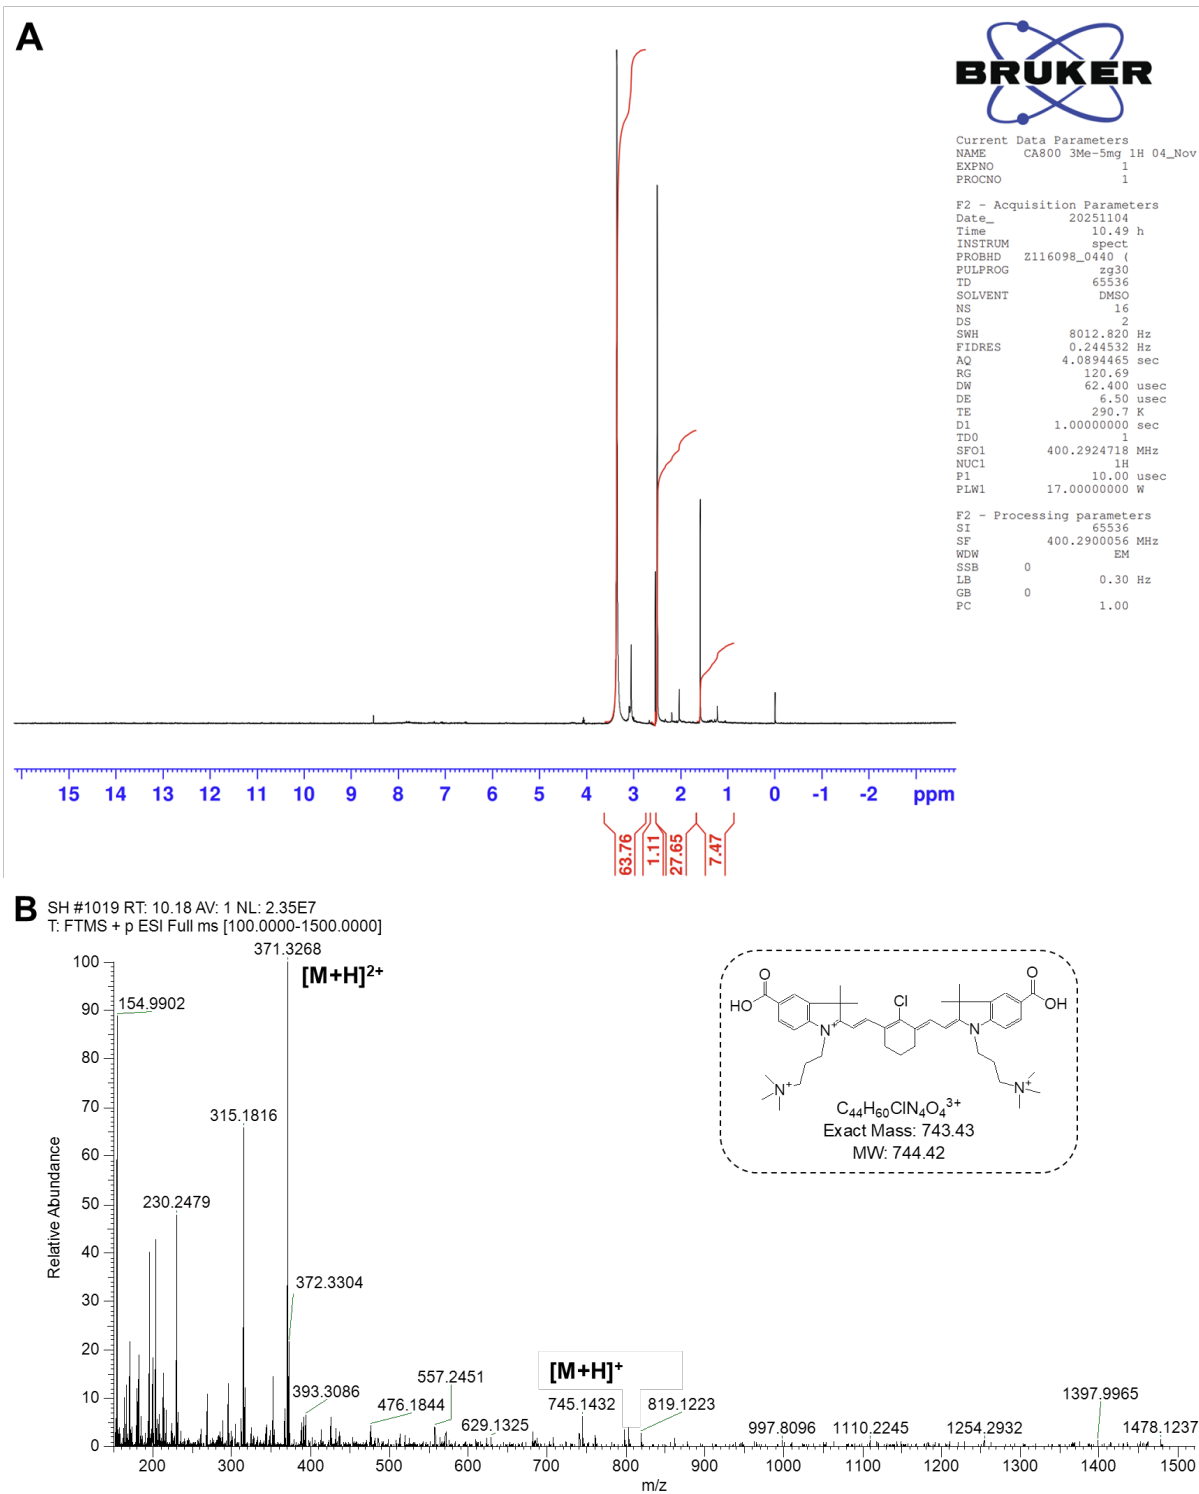 A
BRUKER
Current Data Parameters
NAME CA800 3Me-5mg 1H 04_Nov
EXPNO 1
PROCNO 1
F2 - Acquisition Parameters
Date_ 20251104
Time 10.49 h
INSTRUM spect
PROBHD Z116098_0440 (
PULPROG zg30
TD 65536
SOLVENT DMSO
NS 16
DS 2
SWH 8012.820 Hz
FIDRES 0.244532 Hz
AQ 4.0894465 sec
RG 120.69
DW 62.400 usec
DE 6.50 usec
TE 290.7 K
D1 1.00000000 sec
TD0 1
SFO1 400.2924718 MHz
NUC1 1H
P1 10.00 usec
PLW1 17.00000000 W
F2 - Processing parameters
SI 65536
SF 400.2900056 MHz
WDW EM
SSB 0
LB 0.30 Hz
GB 0
PC 1.00
15 14 13 12 11 10 9 8 7 6 5 4 3 2 1 0 -1 -2 ppm
63.76 1.11 27.65 7.47
B SH #1019 RT: 10.18 AV: 1 NL: 2.35E7
T: FTMS + p ESI Full ms [100.0000-1500.0000]
371.3268
[M+H]2+
154.9902
315.1816
230.2479
372.3304
393.3086
476.1844
557.2451
629.1325
[M+H]+
745.1432
819.1223
997.8096
1110.2245
1254.2932
1397.9965
1478.1237
O
HO
Cl
O
OH
N+
N
N+
N+
C44H60ClN4O43+
Exact Mass: 743.43
MW: 744.42
Relative Abundance
100
90
80
70
60
50
40
30
20
10
0
200 300 400 500 600 700 800 900 1000 1100 1200 1300 1400 1500
m/z